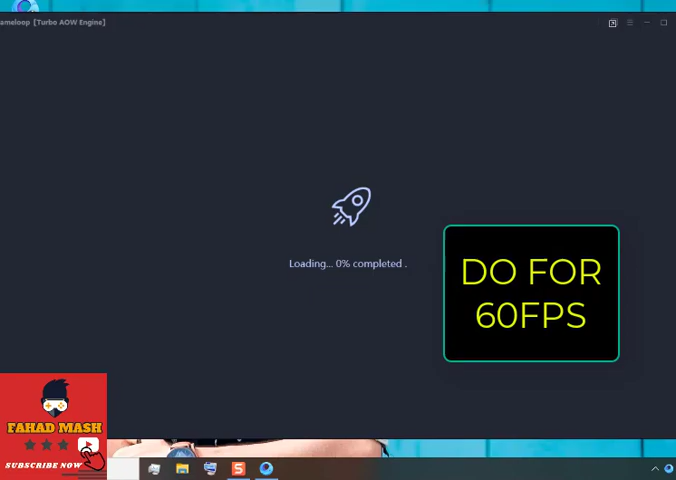 ameloop [Turbo AOW Engine]
Loading... 0% completed .
DO FOR
60FPS
FAHAD MASH
SUBSCRIBE NOW
S